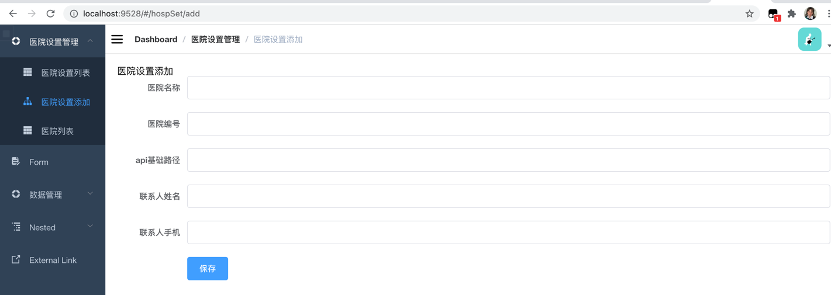 localhost:9528/#/hospSet/add
1
医院设置管理
Dashboard / 医院设置管理 / 医院设置添加
医院设置列表
医院设置添加
医院列表
Form
数据管理
Nested
External Link
医院设置添加
医院名称
医院编号
api基础路径
联系人姓名
联系人手机
保存